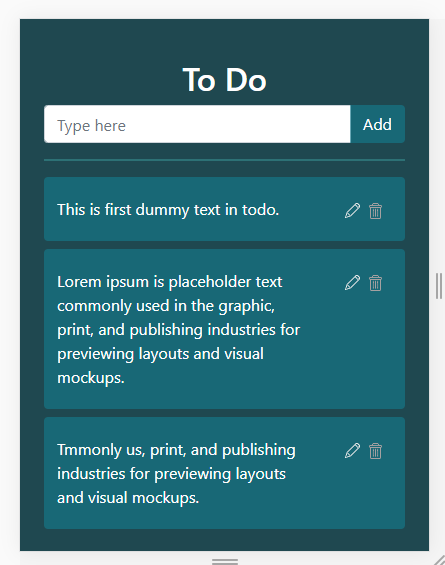 To Do
Type here
Add
This is first dummy text in todo.
Lorem ipsum is placeholder text
commonly used in the graphic,
print, and publishing industries for
previewing layouts and visual
mockups.
Tmmonly us, print, and publishing
industries for previewing layouts
and visual mockups.